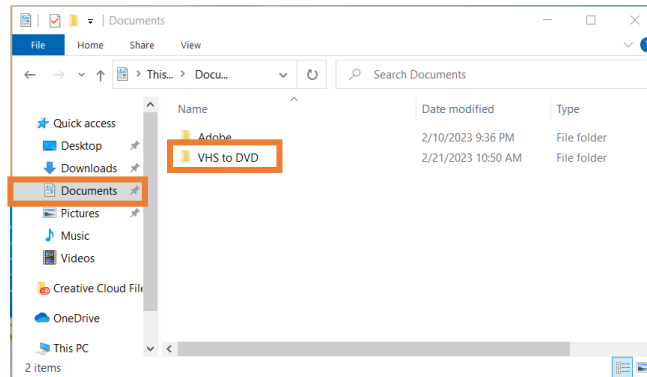 Documents
File Home Share View
This... Docu... Search Documents
Name Date modified Type
Quick access
Desktop
Downloads
Documents
Pictures
Music
Videos
Creative Cloud File
OneDrive
This PC
Adobe 2/10/2023 9:36 PM File folder
VHS to DVD 2/21/2023 10:50 AM File folder
2 items